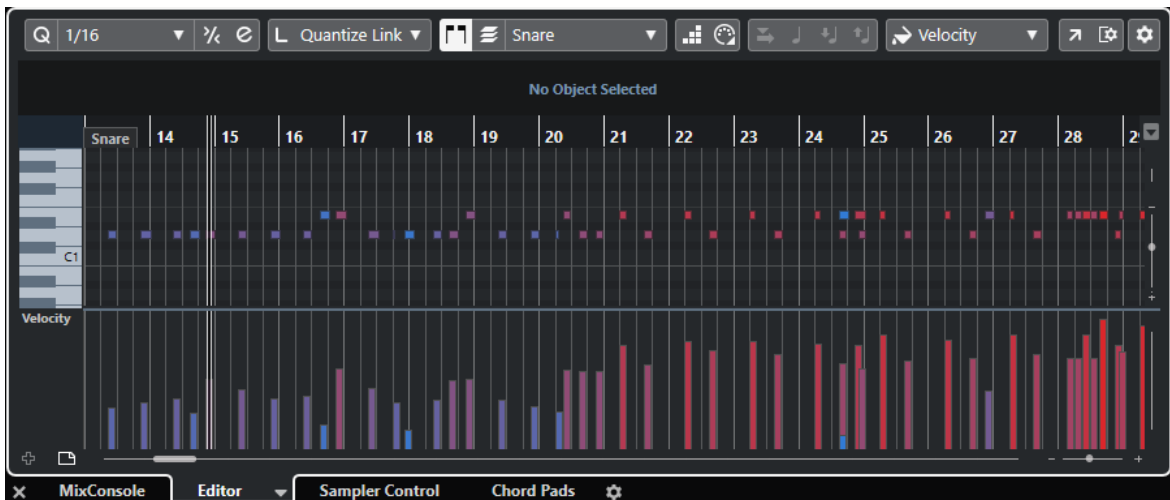 Q 1/16 L Quantize Link Snare Velocity
No Object Selected
Snare 14 15 16 17 18 19 20 21 22 23 24 25 26 27 28 2
C1
Velocity
MixConsole Editor Sampler Control Chord Pads